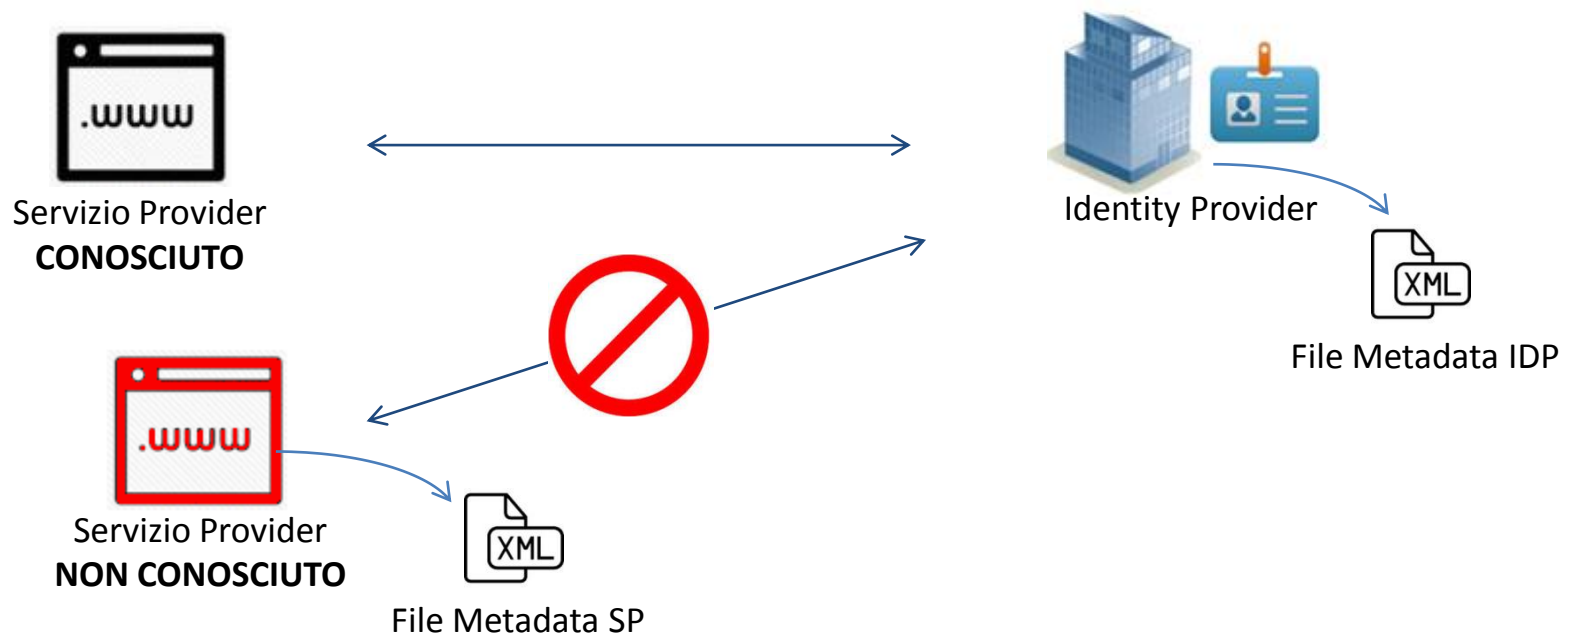 .www
Servizio Provider
CONOSCIUTO
Identity Provider
XML
File Metadata IDP
.www
Servizio Provider
NON CONOSCIUTO
XML
File Metadata SP